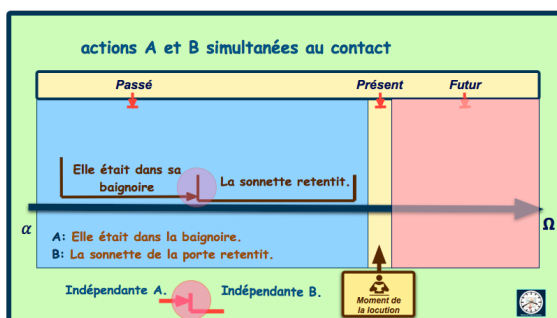 actions A et B simultanées au contact
Passé Présent Futur
Elle était dans sa
baignoire
La sonnette retentit.
α Ω
A: Elle était dans la baignoire.
B: La sonnette de la porte retentit.
Indépendante A. Indépendante B.
Moment de
la locution